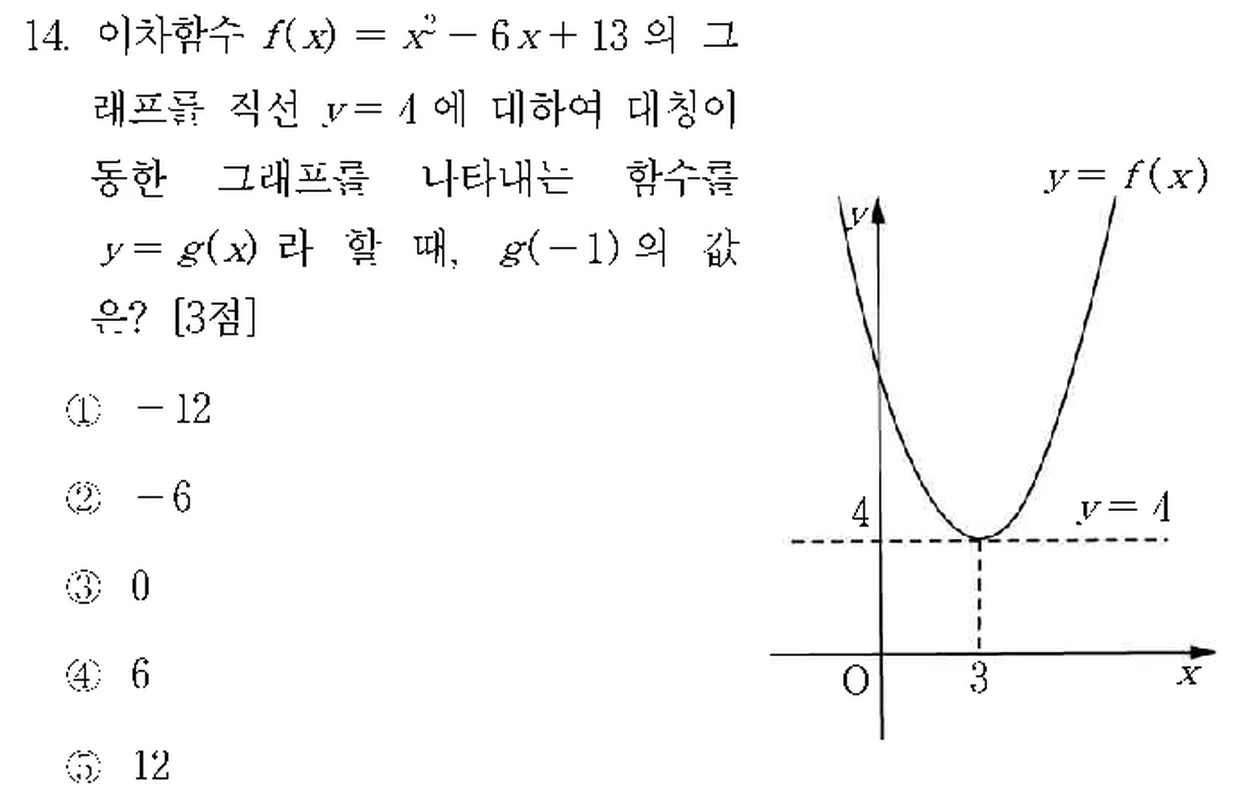 14. 이차함수 f(x) = x² − 6x + 13 의 그
래프를 직선 y = 4 에 대하여 대칭이
동한 그래프를 나타내는 함수를
y = g(x) 라 할 때, g(−1) 의 값
은? [3점]
① −12
② −6
③ 0
④ 6
⑤ 12
y = f(x)
y
4
y = 4
O
3
x